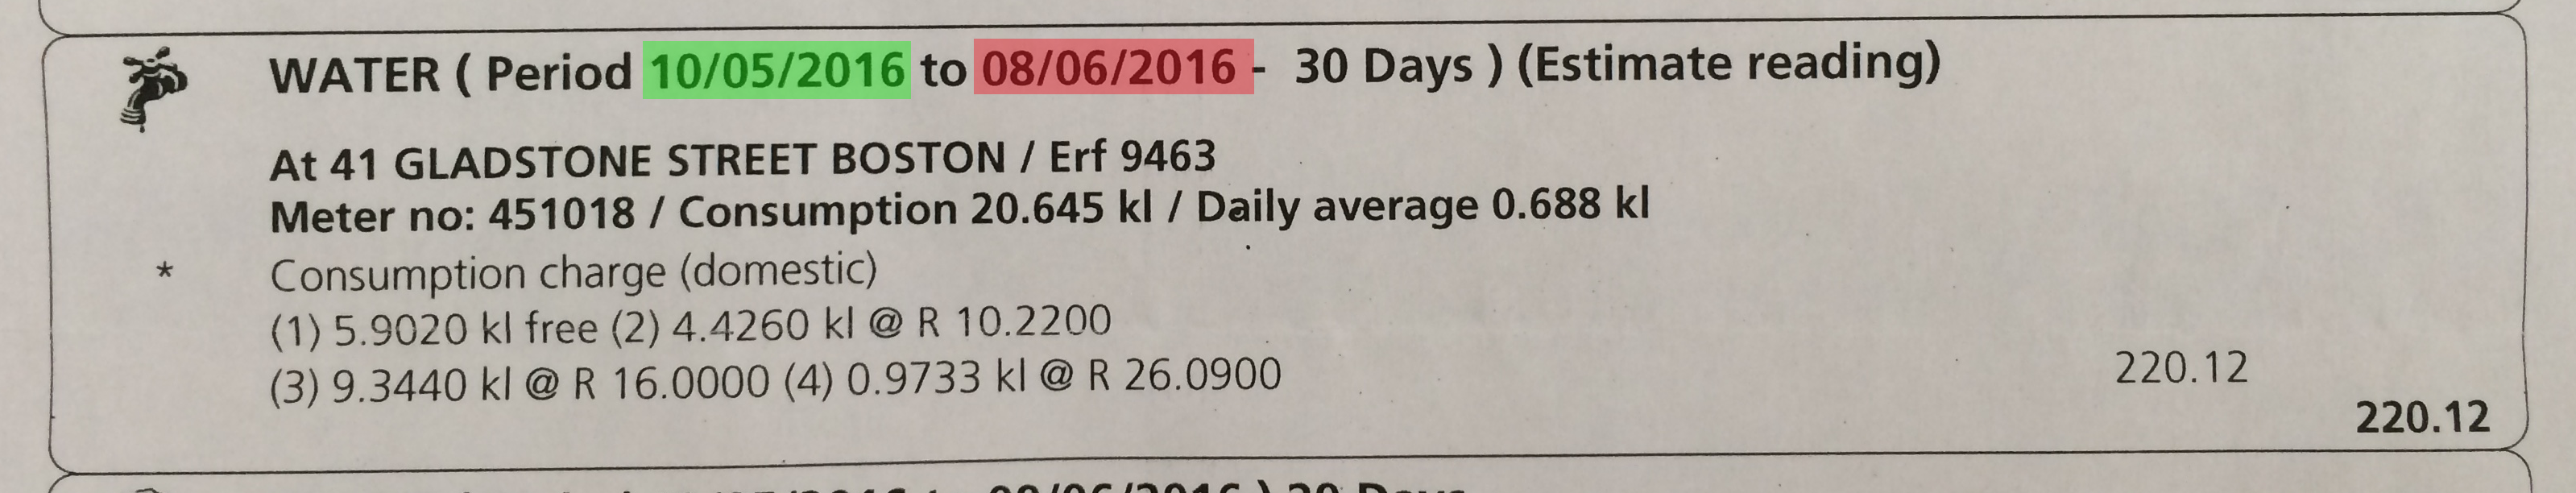 WATER ( Period 10/05/2016 to 08/06/2016 - 30 Days ) (Estimate reading)
At 41 GLADSTONE STREET BOSTON / Erf 9463
Meter no: 451018 / Consumption 20.645 kl / Daily average 0.688 kl
* Consumption charge (domestic)
(1) 5.9020 kl free (2) 4.4260 kl @ R 10.2200
(3) 9.3440 kl @ R 16.0000 (4) 0.9733 kl @ R 26.0900 220.12
220.12